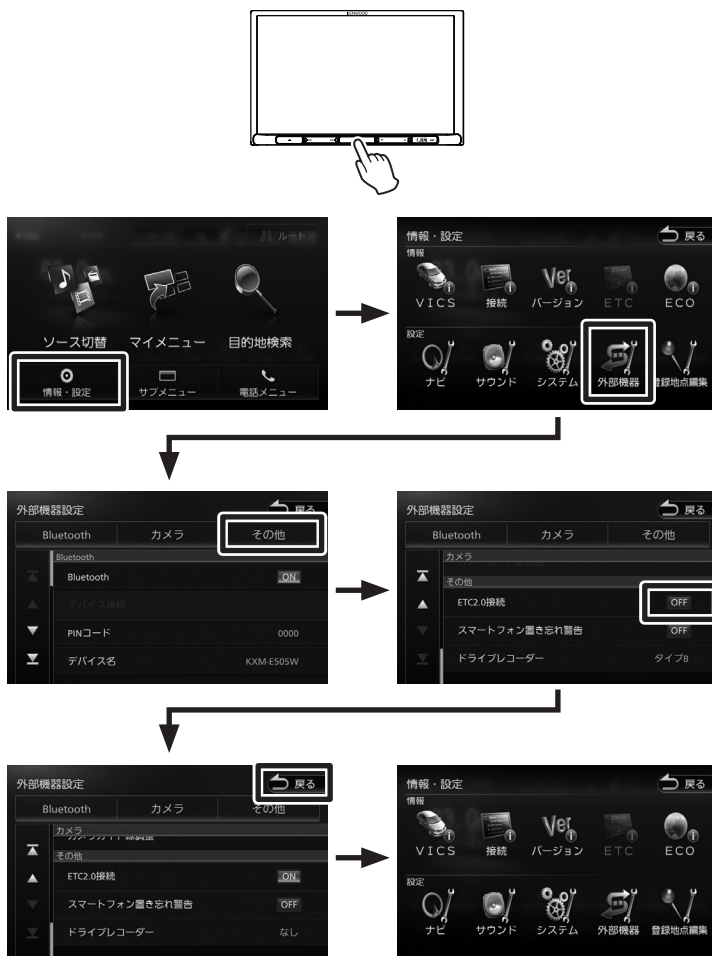 KENWOOD
ルート
ソース切替 マイメニュー 目的地検索
情報・設定 サブメニュー 電話メニュー
情報・設定 戻る
情報
VICS 接続 バージョン ETC ECO
Ver
設定
ナビ サウンド システム 外部機器 登録地点編集
外部機器設定 戻る
Bluetooth カメラ その他
Bluetooth
Bluetooth ON
デバイス接続
PINコード 0000
デバイス名 KXM-E505W
外部機器設定 戻る
Bluetooth カメラ その他
カメラ
その他
ETC2.0接続 OFF
スマートフォン置き忘れ警告 OFF
ドライブレコーダー タイプB
外部機器設定 戻る
Bluetooth カメラ その他
カメラ
その他
ETC2.0接続 ON
スマートフォン置き忘れ警告 OFF
ドライブレコーダー なし
情報・設定 戻る
情報
Ver
VICS 接続 バージョン ETC ECO
設定
ナビ サウンド システム 外部機器 登録地点編集